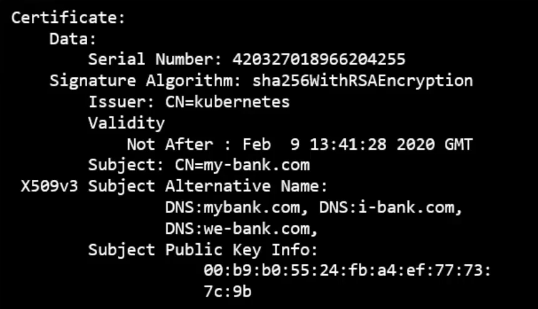 Certificate:
Data:
Serial Number: 420327018966204255
Signature Algorithm: sha256WithRSAEncryption
Issuer: CN=kubernetes
Validity
Not After : Feb  9 13:41:28 2020 GMT
Subject: CN=my-bank.com
X509v3 Subject Alternative Name:
DNS:mybank.com, DNS:i-bank.com,
DNS:we-bank.com,
Subject Public Key Info:
00:b9:b0:55:24:fb:a4:ef:77:73:
7c:9b